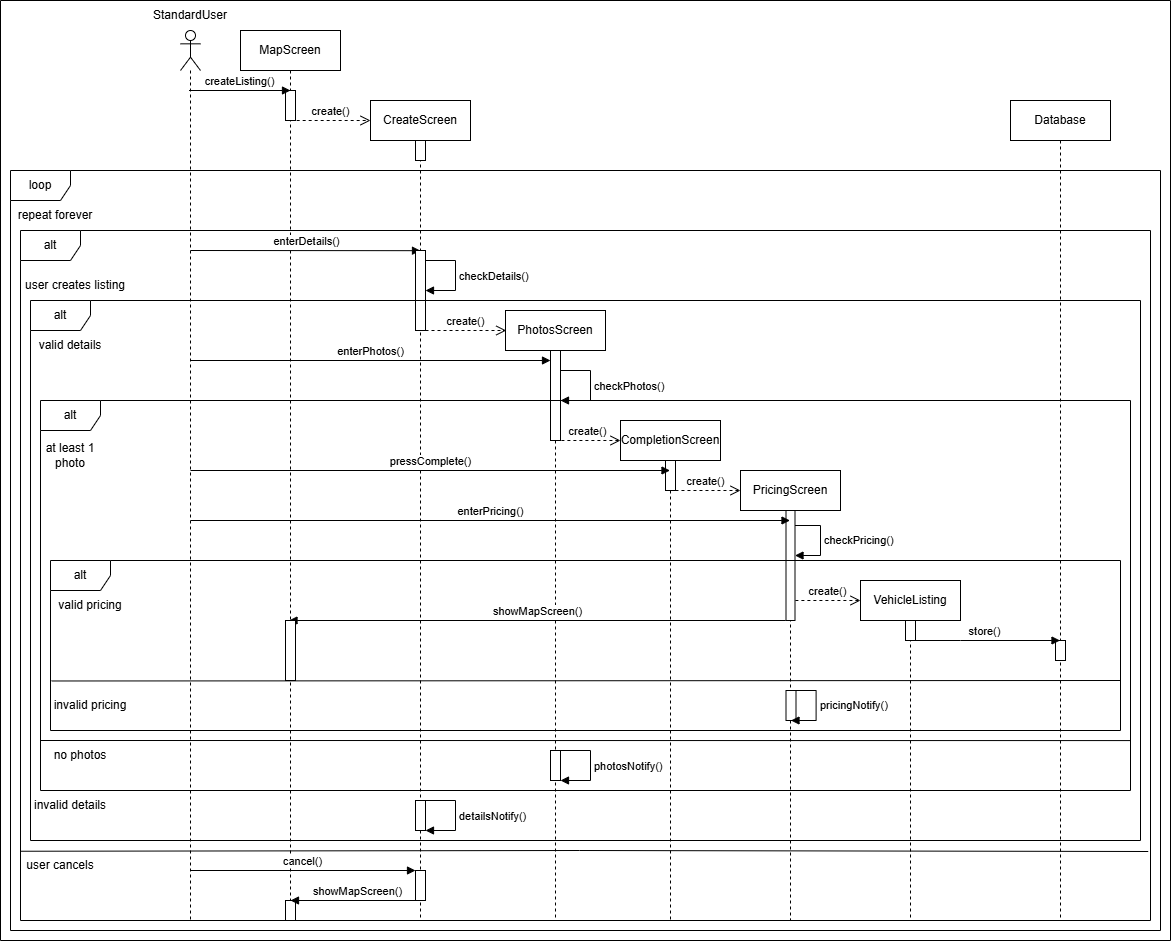 StandardUser
MapScreen
createListing()
create()
CreateScreen
Database
loop
repeat forever
alt
enterDetails()
checkDetails()
user creates listing
alt
create()
PhotosScreen
valid details
enterPhotos()
checkPhotos()
alt
create()
CompletionScreen
at least 1
photo
pressComplete()
create()
PricingScreen
enterPricing()
checkPricing()
alt
create()
VehicleListing
valid pricing
showMapScreen()
store()
invalid pricing
pricingNotify()
no photos
photosNotify()
invalid details
detailsNotify()
user cancels
cancel()
showMapScreen()